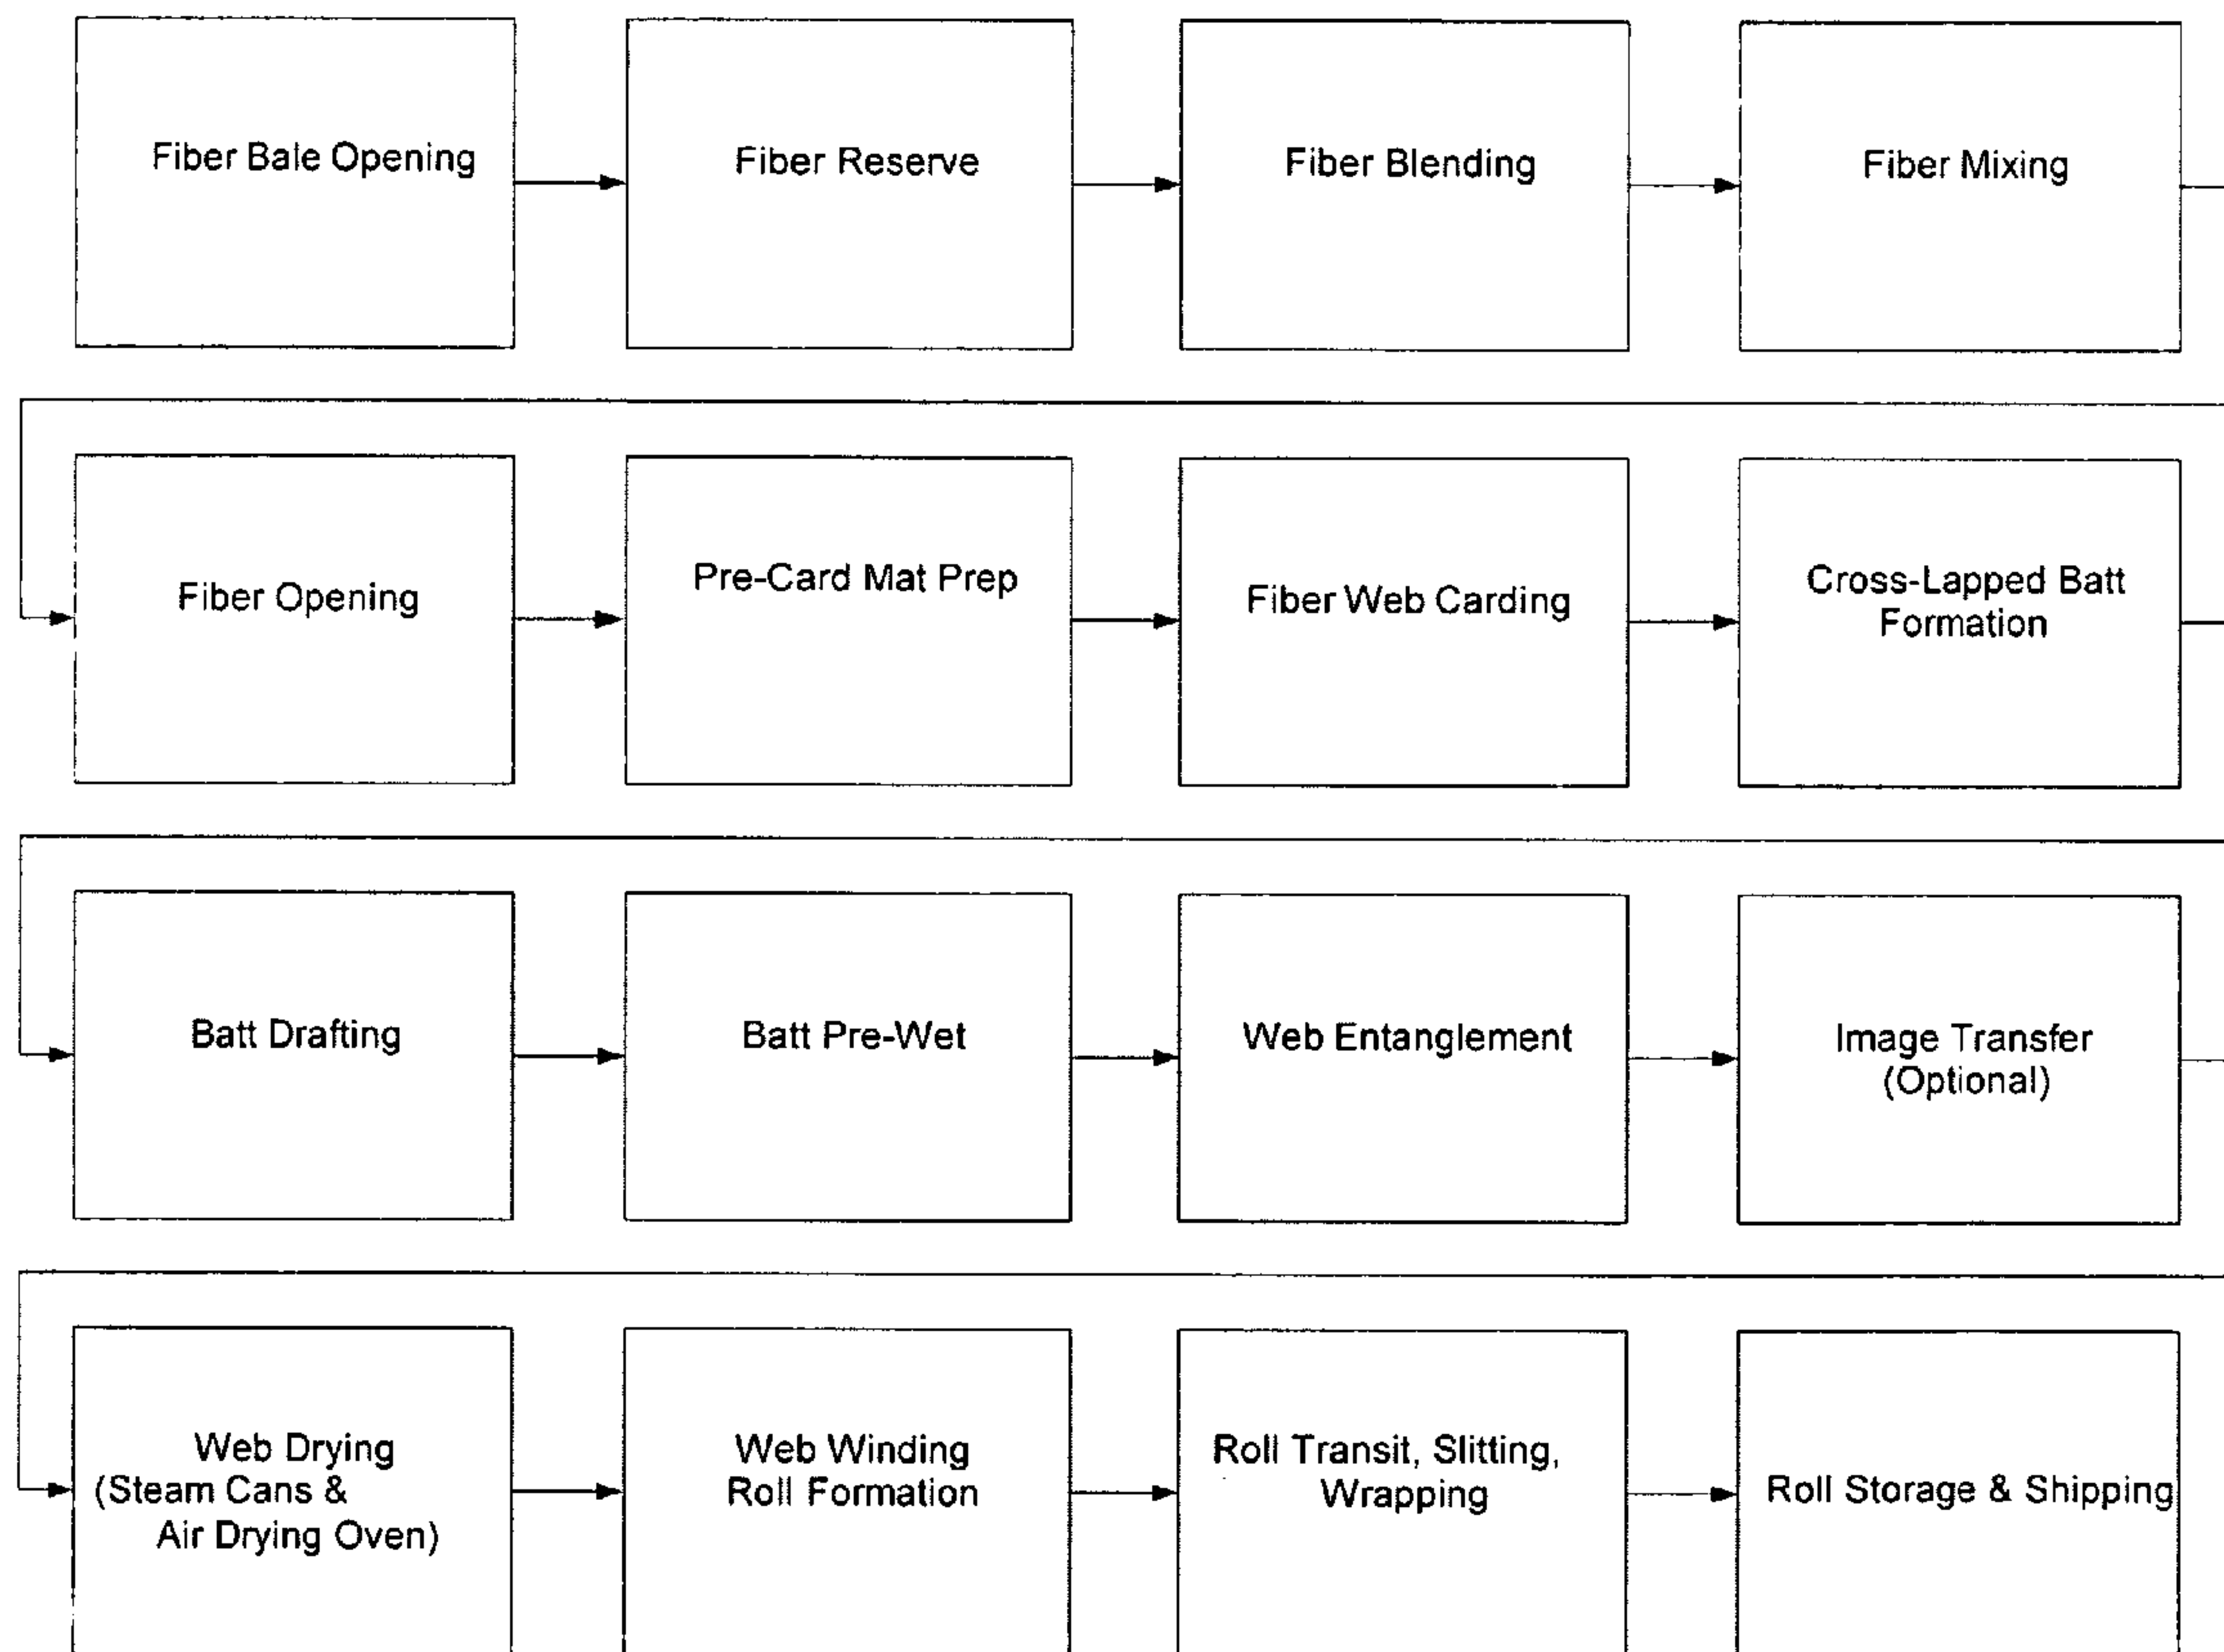 Fiber Bale Opening
Fiber Reserve
Fiber Blending
Fiber Mixing
Fiber Opening
Pre-Card Mat Prep
Fiber Web Carding
Cross-Lapped Batt
Formation
Batt Drafting
Batt Pre-Wet
Web Entanglement
Image Transfer
(Optional)
Web Drying
(Steam Cans &
Air Drying Oven)
Web Winding
Roll Formation
Roll Transit, Slitting,
Wrapping
Roll Storage & Shipping